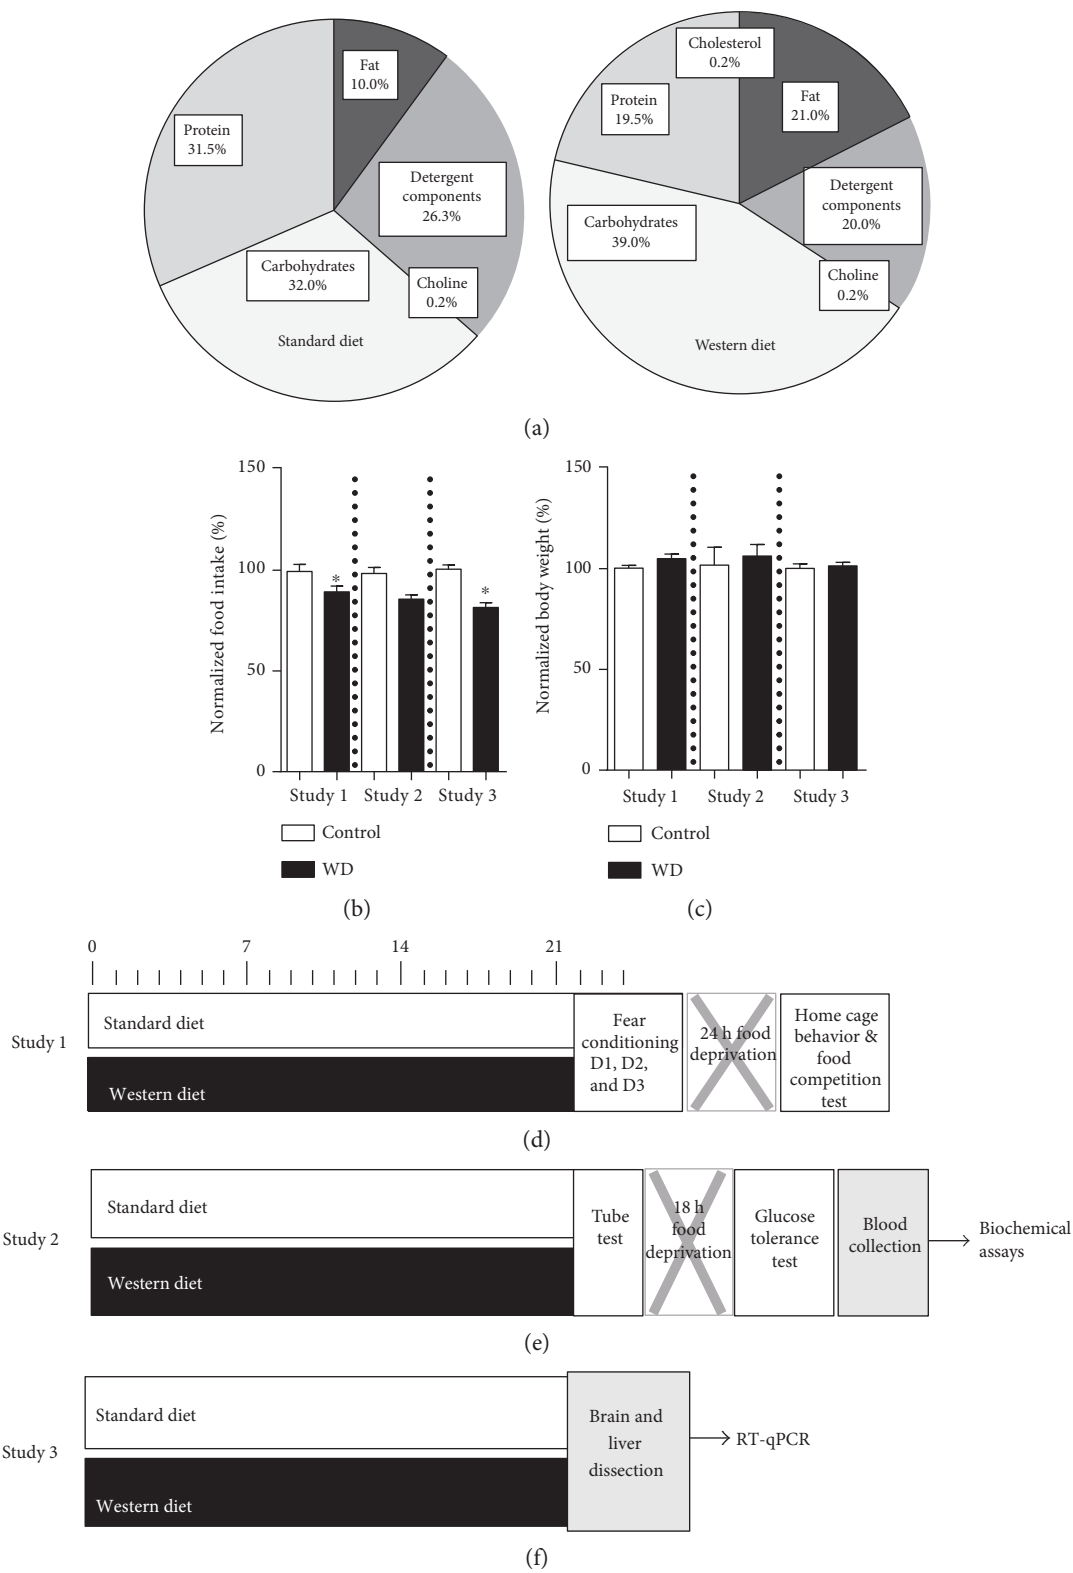 Fat
10.0%
Protein
31.5%
Detergent
components
26.3%
Carbohydrates
32.0%
Choline
0.2%
Standard diet
Cholesterol
0.2%
Fat
21.0%
Protein
19.5%
Detergent
components
20.0%
Carbohydrates
39.0%
Choline
0.2%
Western diet
(a)
Normalized food intake (%)
150
100
50
0
*
*
Study 1
Study 2
Study 3
Control
WD
(b)
Normalized body weight (%)
150
100
50
0
Study 1
Study 2
Study 3
Control
WD
(c)
0
7
14
21
Study 1
Standard diet
Western diet
Fear
conditioning
D1, D2,
and D3
24 h food
deprivation
Home cage
behavior &
food
competition
test
(d)
Study 2
Standard diet
Western diet
Tube
test
18 h
food
deprivation
Glucose
tolerance
test
Blood
collection
Biochemical
assays
(e)
Study 3
Standard diet
Western diet
Brain and
liver
dissection
RT-qPCR
(f)